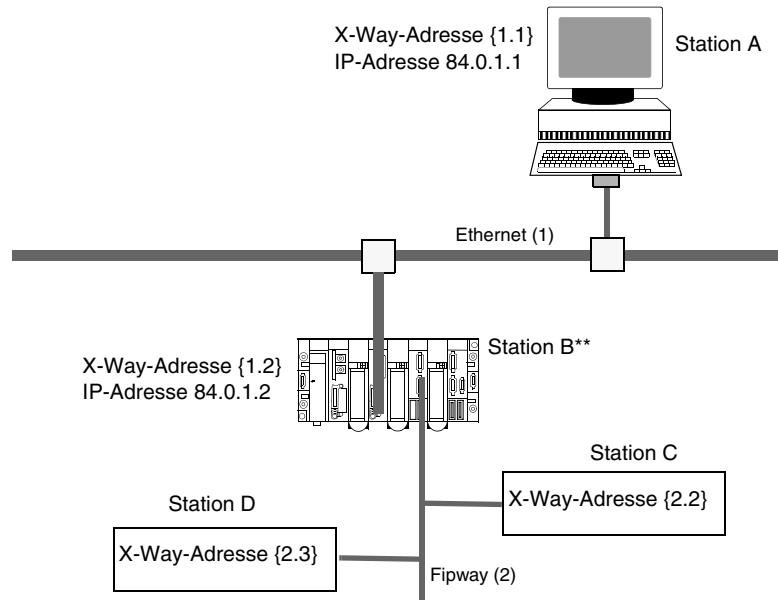 X-Way-Adresse {1.1}
IP-Adresse 84.0.1.1
Station A
Ethernet (1)
Station B**
X-Way-Adresse {1.2}
IP-Adresse 84.0.1.2
Station C
X-Way-Adresse {2.2}
Station D
X-Way-Adresse {2.3}
Fipway (2)